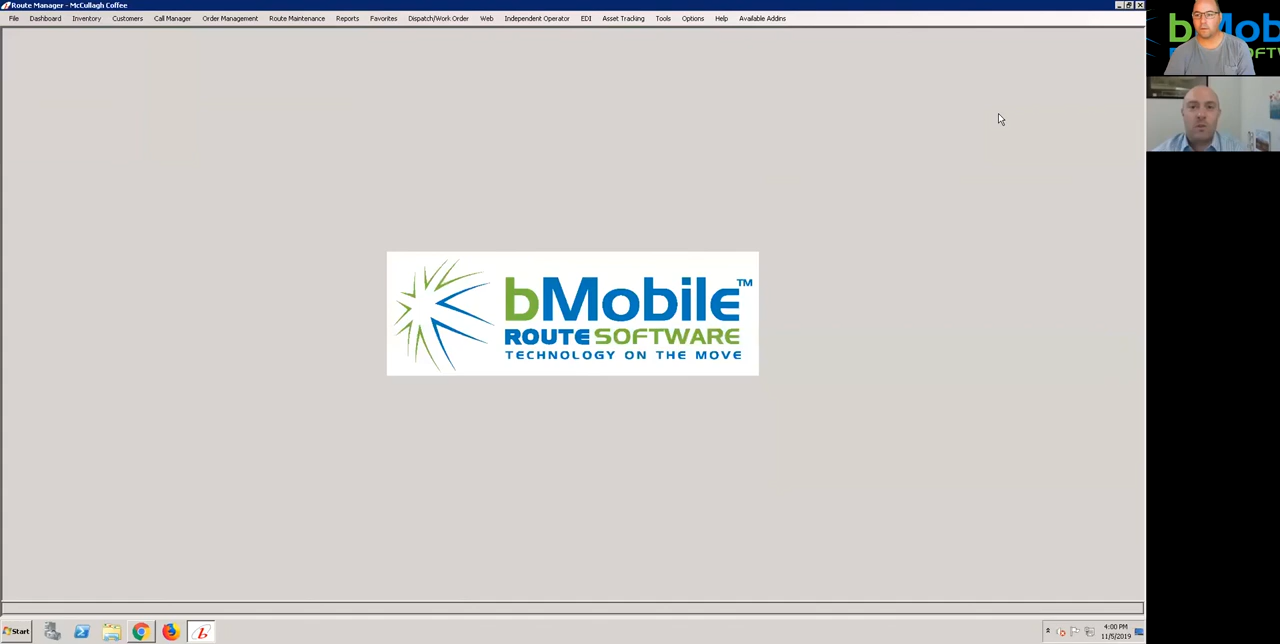 Route Manager - McCullagh Coffee
File Dashboard Inventory Customers Call Manager Order Management Route Maintenance Reports Favorites Dispatch/Work Order Web Independent Operator EDI Asset Tracking Tools Options Help Available Addins
bMobile™
ROUTE SOFTWARE
TECHNOLOGY ON THE MOVE
Start
4:00 PM
11/5/2019